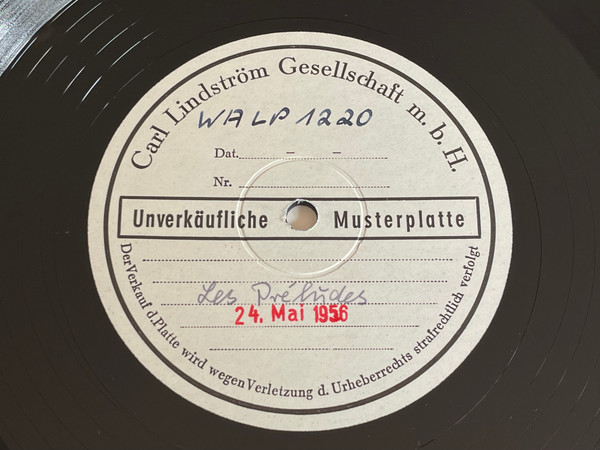 Carl Lindström Gesellschaft m. b. H.
WALP 1220
Dat. – –
Nr.
Unverkäufliche Musterplatte
Les Préludes
24. Mai 1956
Der Verkauf d. Platte wird wegen Verletzung d. Urheberrechts strafrechtlich verfolgt